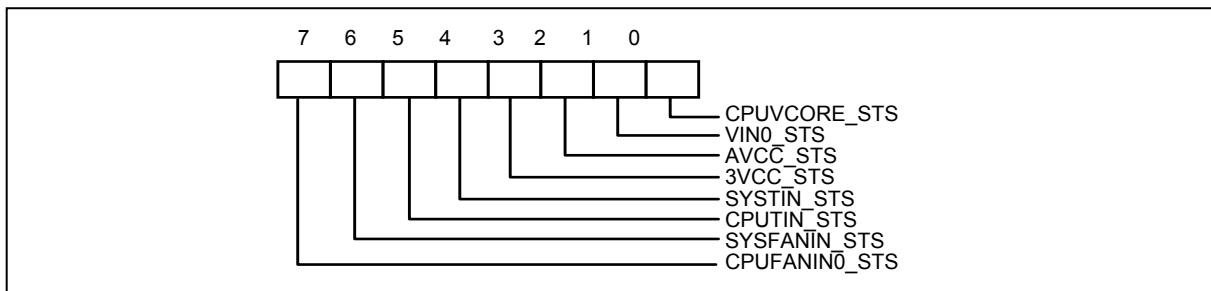 7 6 5 4 3 2 1 0
CPUVCORE_STS
VIN0_STS
AVCC_STS
3VCC_STS
SYSTIN_STS
CPUTIN_STS
SYSFANIN_STS
CPUFANIN0_STS